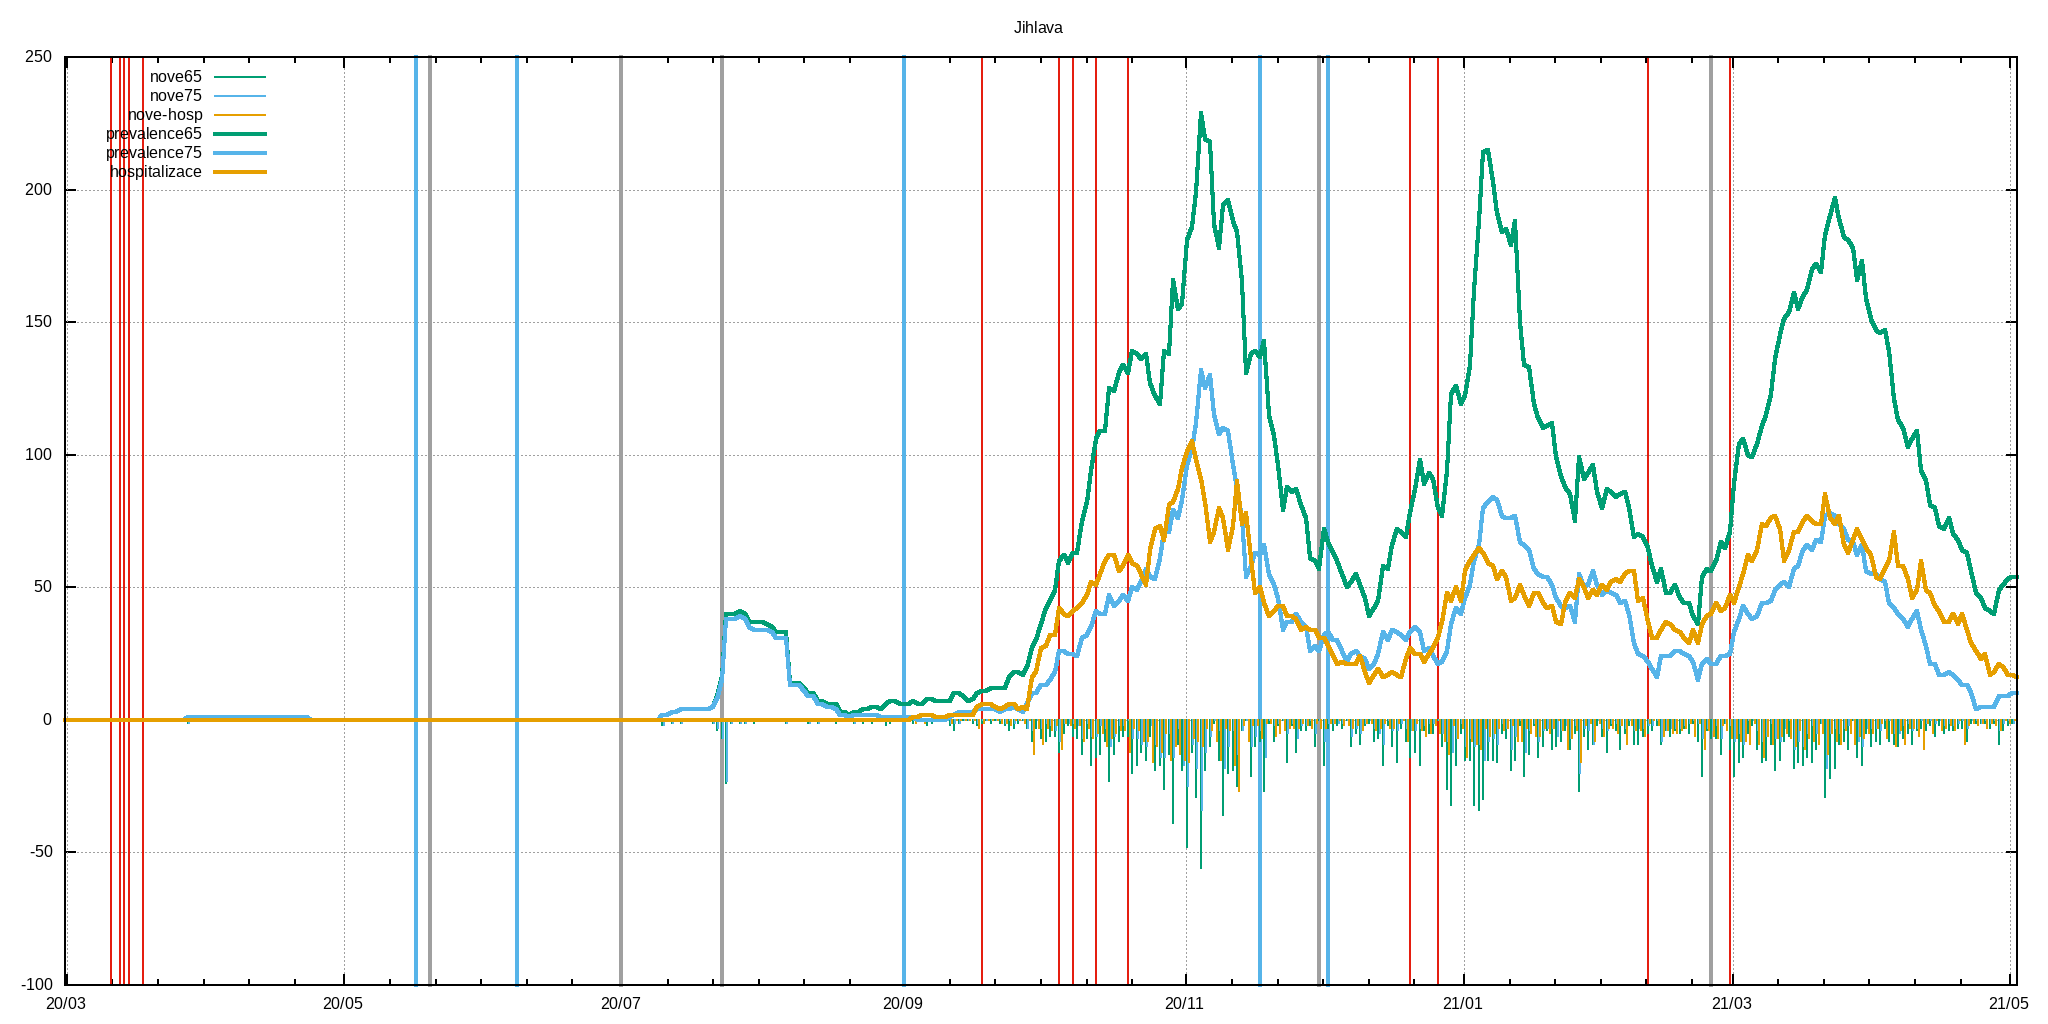 Jihlava
250
nove65
nove75
nove-hosp
prevalence65
prevalence75
hospitalizace
200
150
100
50
0
-50
-100
20/03 20/05 20/07 20/09 20/11 21/01 21/03 21/05